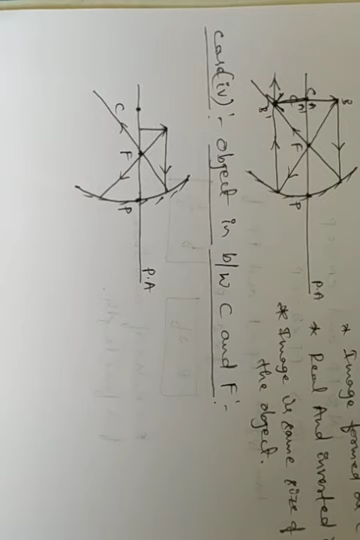 * Image formed at C
* Real And inverted
* Image is same size of
the object.
B
A
C
A'
B'
F
P
P.A
case(iv):- object in b/w C and F:-
C
F
P
P.A